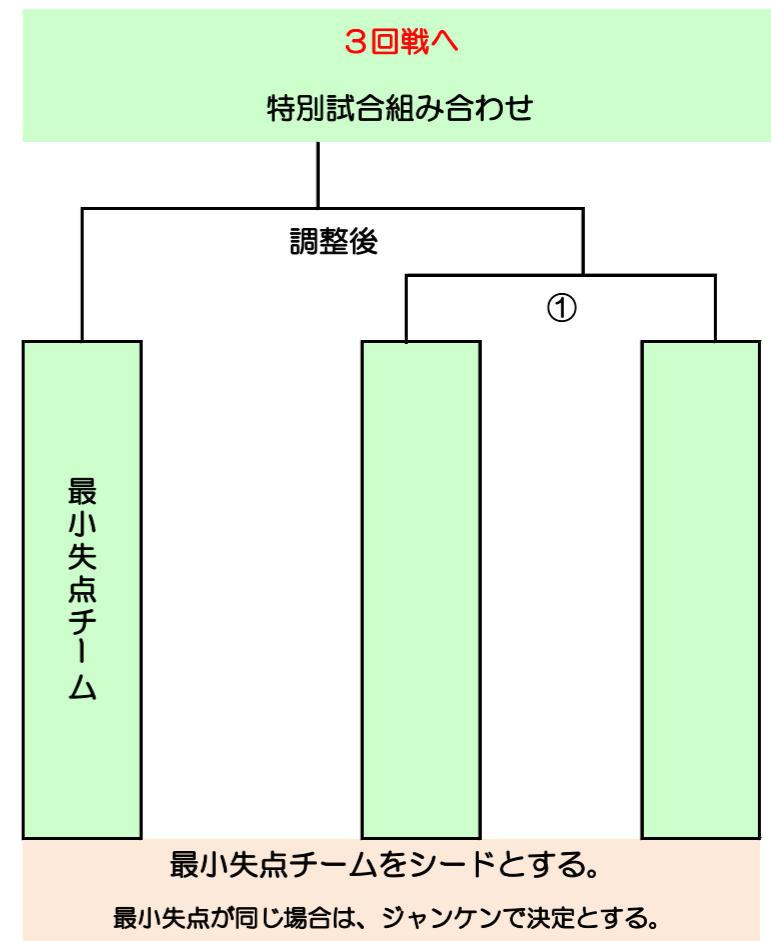 ３回戦へ
特別試合組み合わせ
調整後
①
最小失点チーム
最小失点チームをシードとする。
最小失点が同じ場合は、ジャンケンで決定とする。